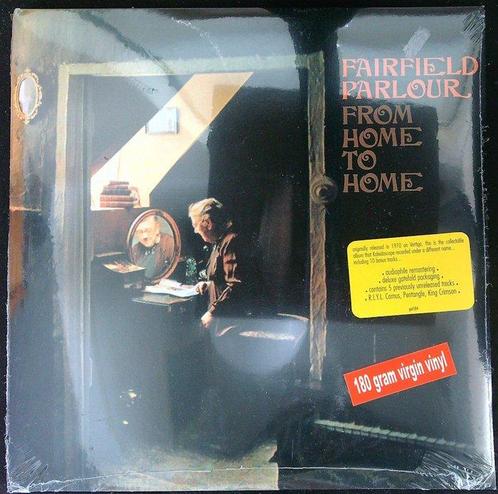 FAIRFIELD
PARLOUR
FROM
HOME
TO
HOME
originally released in 1970 on Vertigo, this is the collectable
album that Kaleidoscope recorded under a different name...
including 10 bonus tracks
• audiophile remastering •
• deluxe gatefold packaging •
• contains 5 previously unreleased tracks •
• R.I.Y.L. Camus, Pentangle, King Crimson •
180 gram virgin vinyl